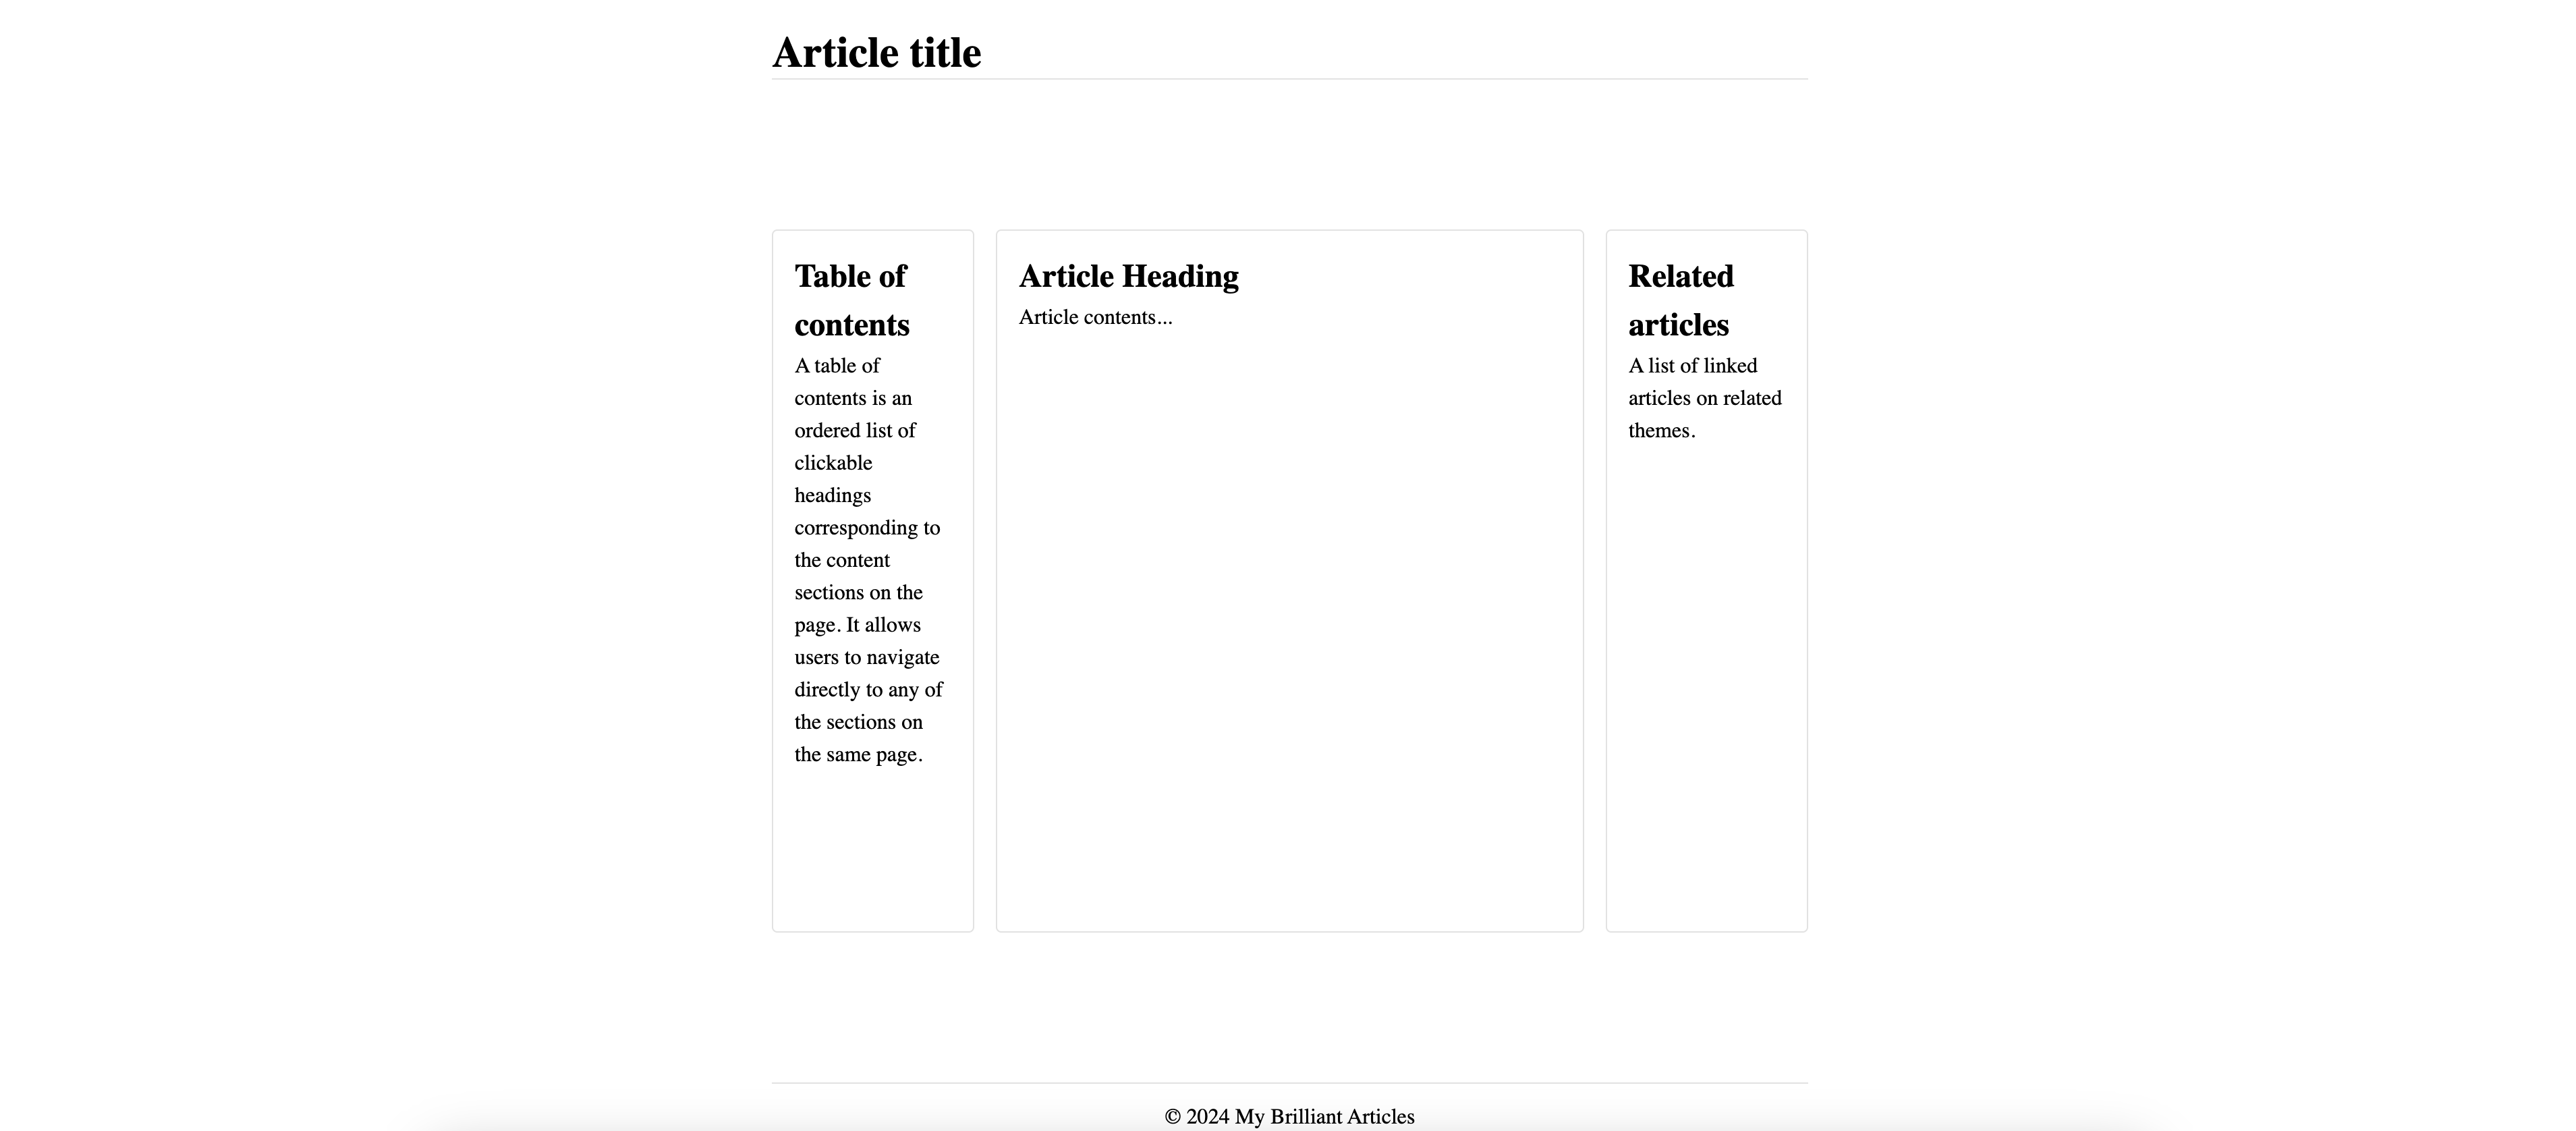 Article title
Table of
contents
A table of
contents is an
ordered list of
clickable
headings
corresponding to
the content
sections on the
page. It allows
users to navigate
directly to any of
the sections on
the same page.
Article Heading
Article contents...
Related
articles
A list of linked
articles on related
themes.
© 2024 My Brilliant Articles